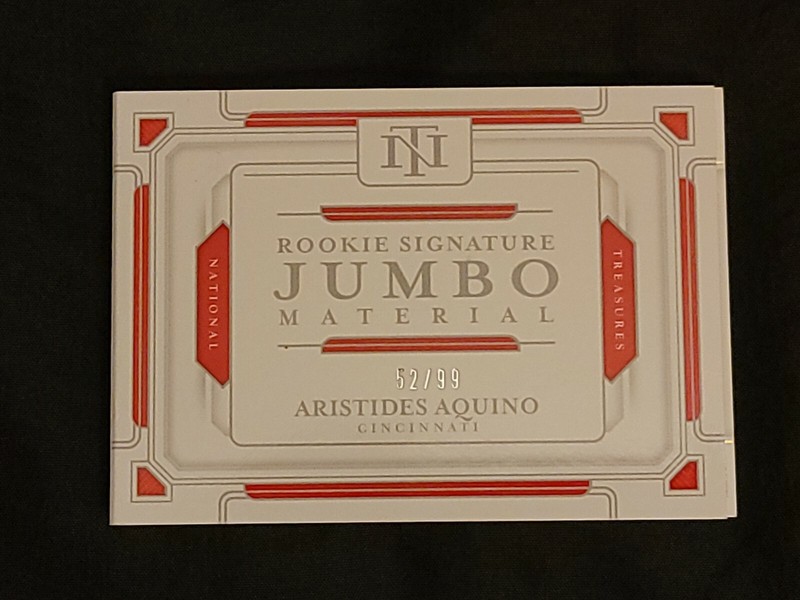 NT
ROOKIE SIGNATURE
JUMBO
MATERIAL
NATIONAL
TREASURES
52/99
ARISTIDES AQUINO
CINCINNATI